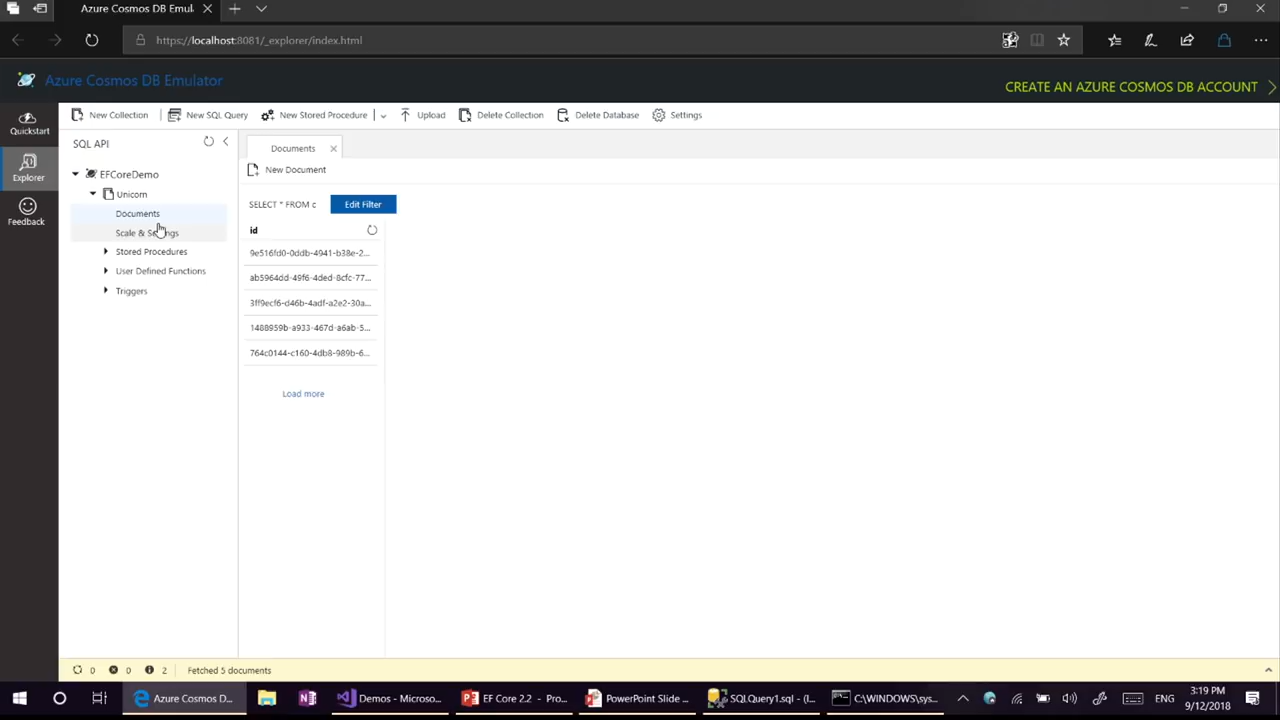 Azure Cosmos DB Emul
https://localhost:8081/_explorer/index.html
Azure Cosmos DB Emulator
CREATE AN AZURE COSMOS DB ACCOUNT
Quickstart
Explorer
Feedback
New Collection New SQL Query New Stored Procedure Upload Delete Collection Delete Database Settings
SQL API
EFCoreDemo
Unicorn
Documents
Scale & Settings
Stored Procedures
User Defined Functions
Triggers
Documents
New Document
SELECT * FROM c Edit Filter
id
9e516fd0-0ddb-4941-b38e-2...
ab5964dd-49f6-4ded-8cfc-77...
3ff9ecf6-d46b-4adf-a2e2-30a...
1488959b-a933-467d-a6ab-5...
764c0144-c160-4db8-989b-6...
Load more
0 0 2 Fetched 5 documents
Azure Cosmos D... Demos - Microso... EF Core 2.2 - Pro... PowerPoint Slide ... SQLQuery1.sql - (l... C:\WINDOWS\sys... ENG
3:19 PM
9/12/2018